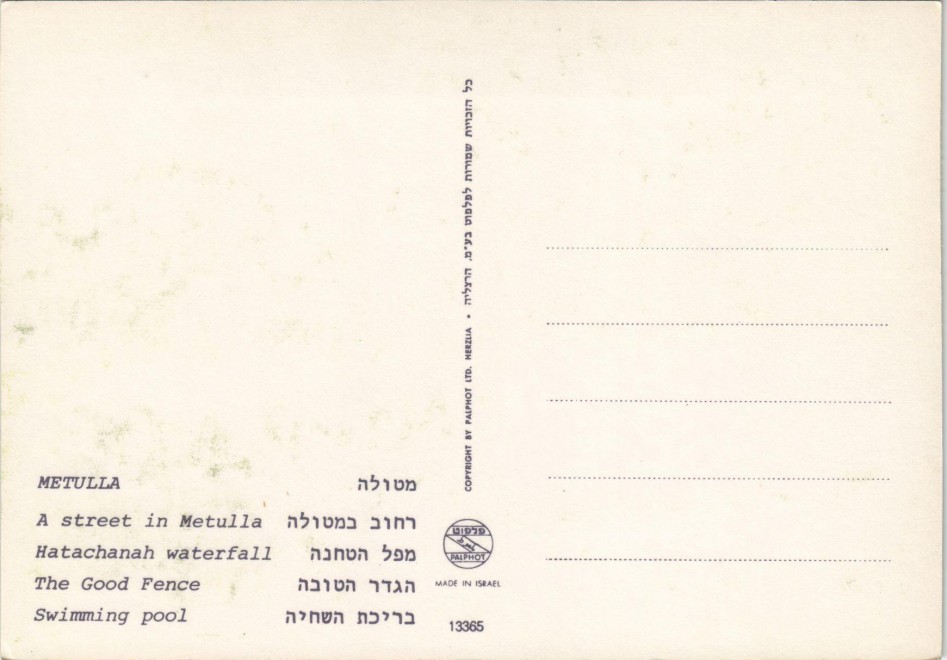 METULLA מטולה
A street in Metulla רחוב במטולה
Hatachanah waterfall מפל הטחנה
The Good Fence הגדר הטובה
Swimming pool בריכת השחיה
COPYRIGHT BY PALPHOT LTD. HERZLIA • כל הזכויות שמורות לפלפוט בע"מ, הרצליה
פלפוט
PALPHOT
MADE IN ISRAEL
13365